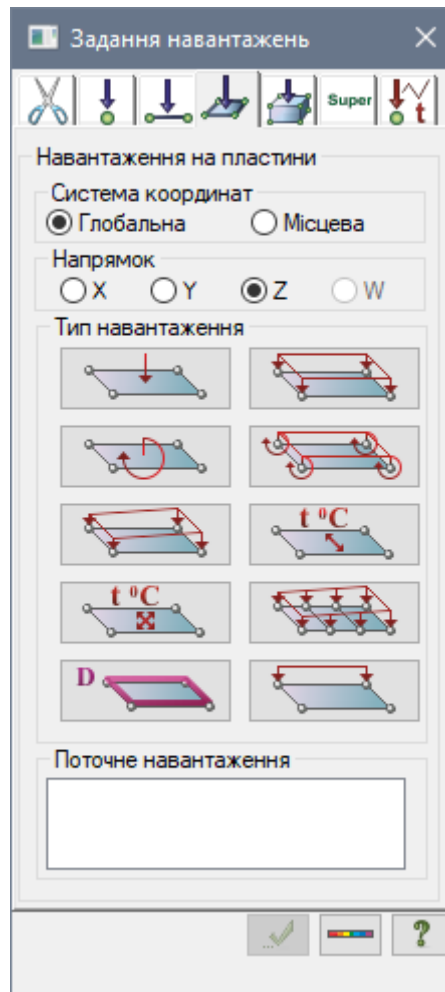 Задання навантажень
Super t
Навантаження на пластини
Система координат
Глобальна Місцева
Напрямок
X Y Z W
Тип навантаження
t °C
t °C
D
Поточне навантаження
... ?